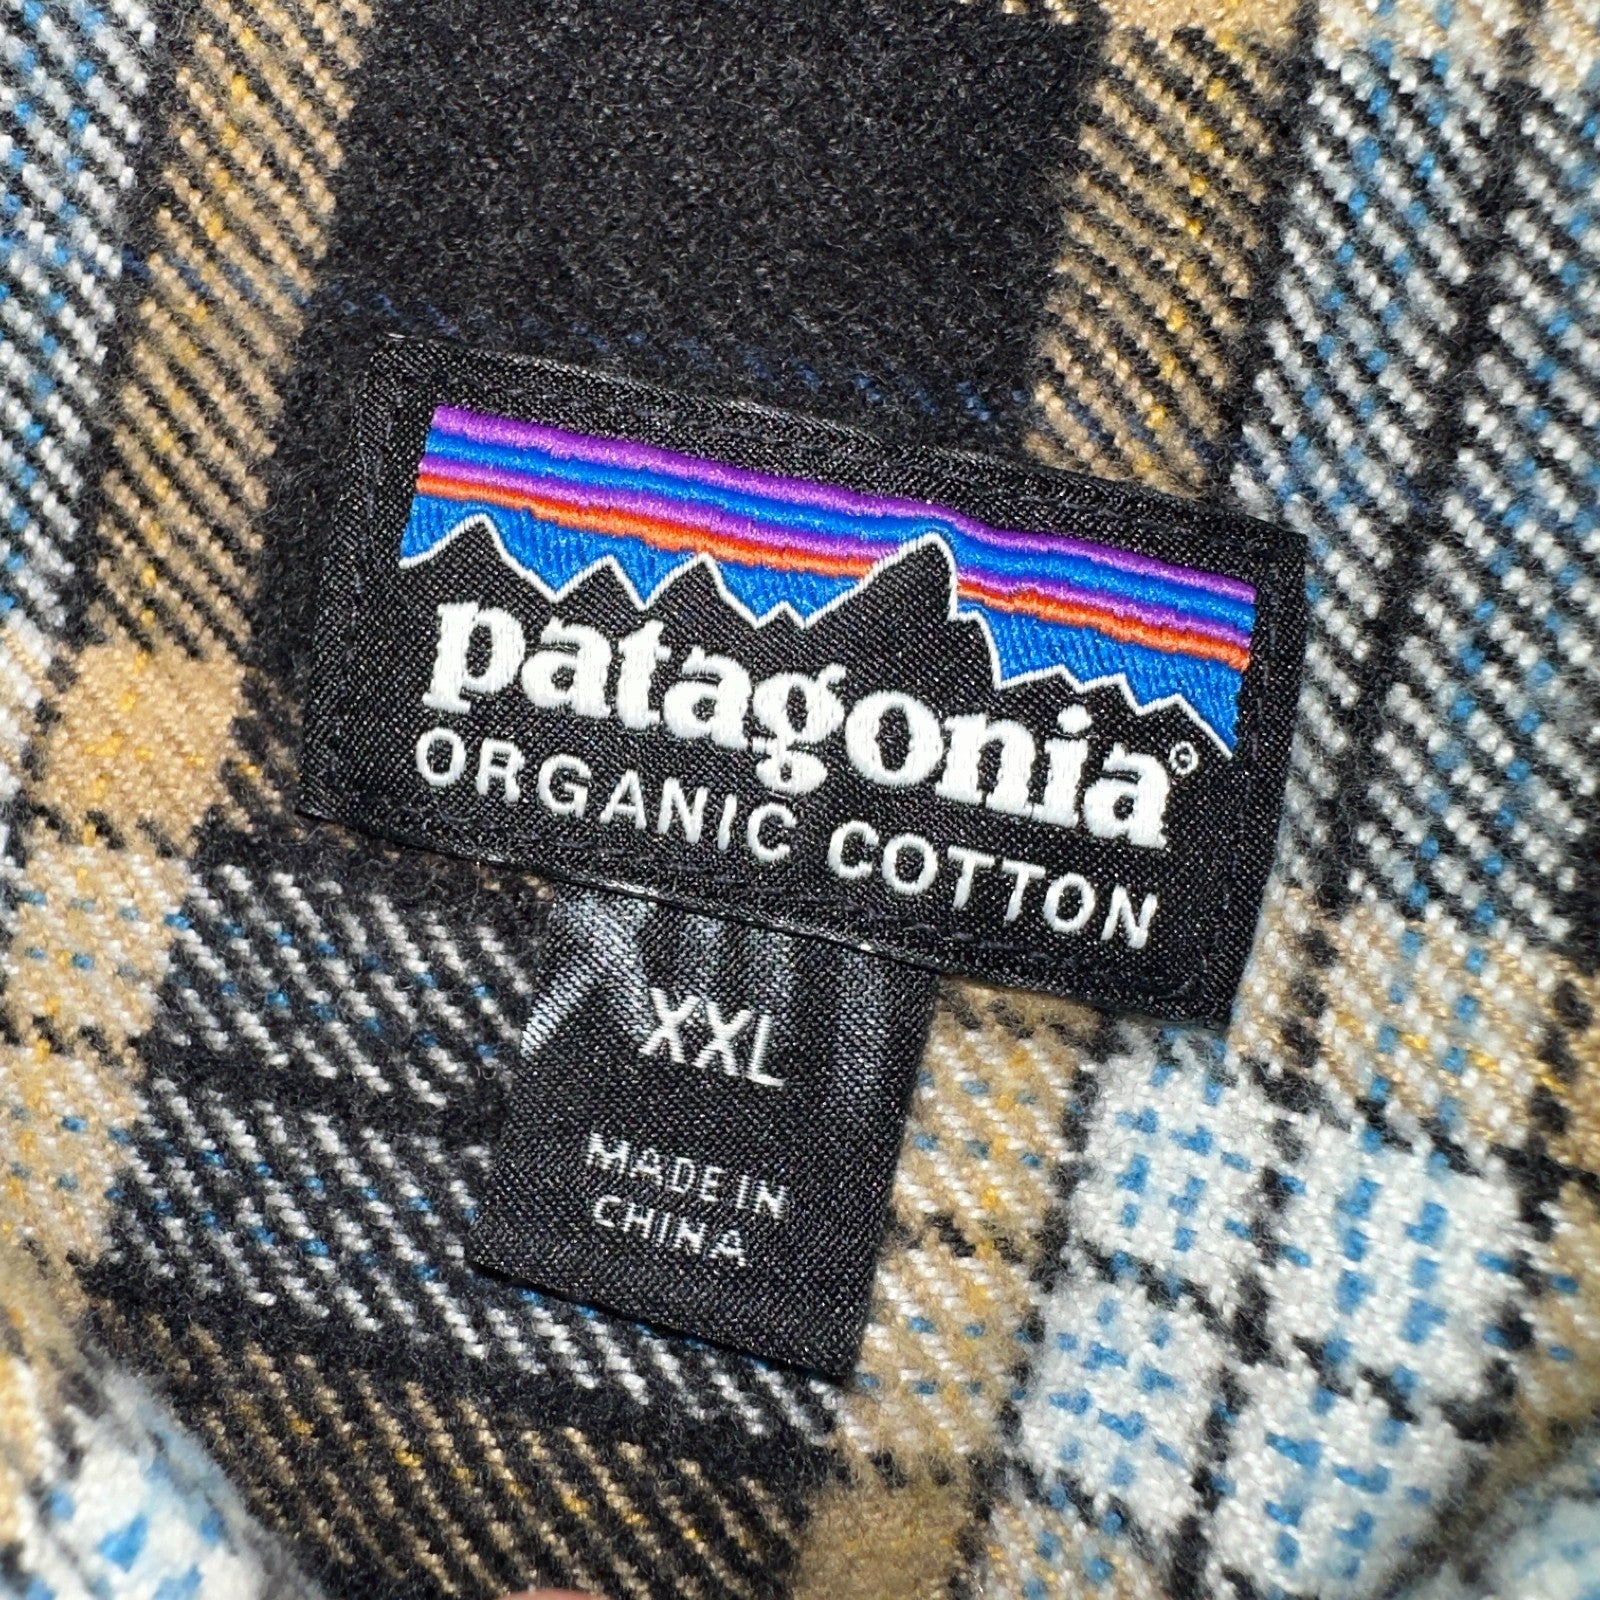 patagonia®
ORGANIC COTTON
XXL
MADE IN
CHINA